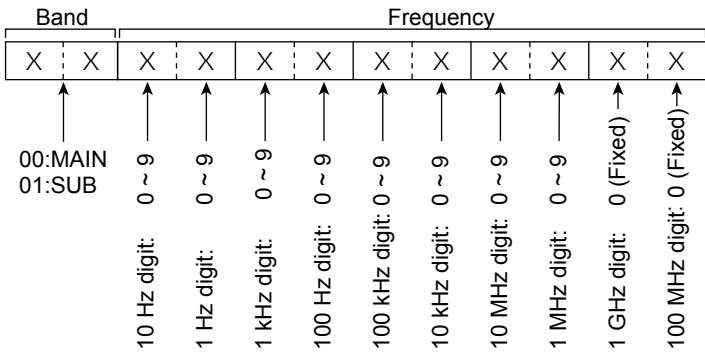 Band
Frequency
X X X X X X X X X X X X
00:MAIN
01:SUB
10 Hz digit: 0 ~ 9
1 Hz digit: 0 ~ 9
1 kHz digit: 0 ~ 9
100 Hz digit: 0 ~ 9
100 kHz digit: 0 ~ 9
10 kHz digit: 0 ~ 9
10 MHz digit: 0 ~ 9
1 MHz digit: 0 ~ 9
1 GHz digit: 0 (Fixed)
100 MHz digit: 0 (Fixed)